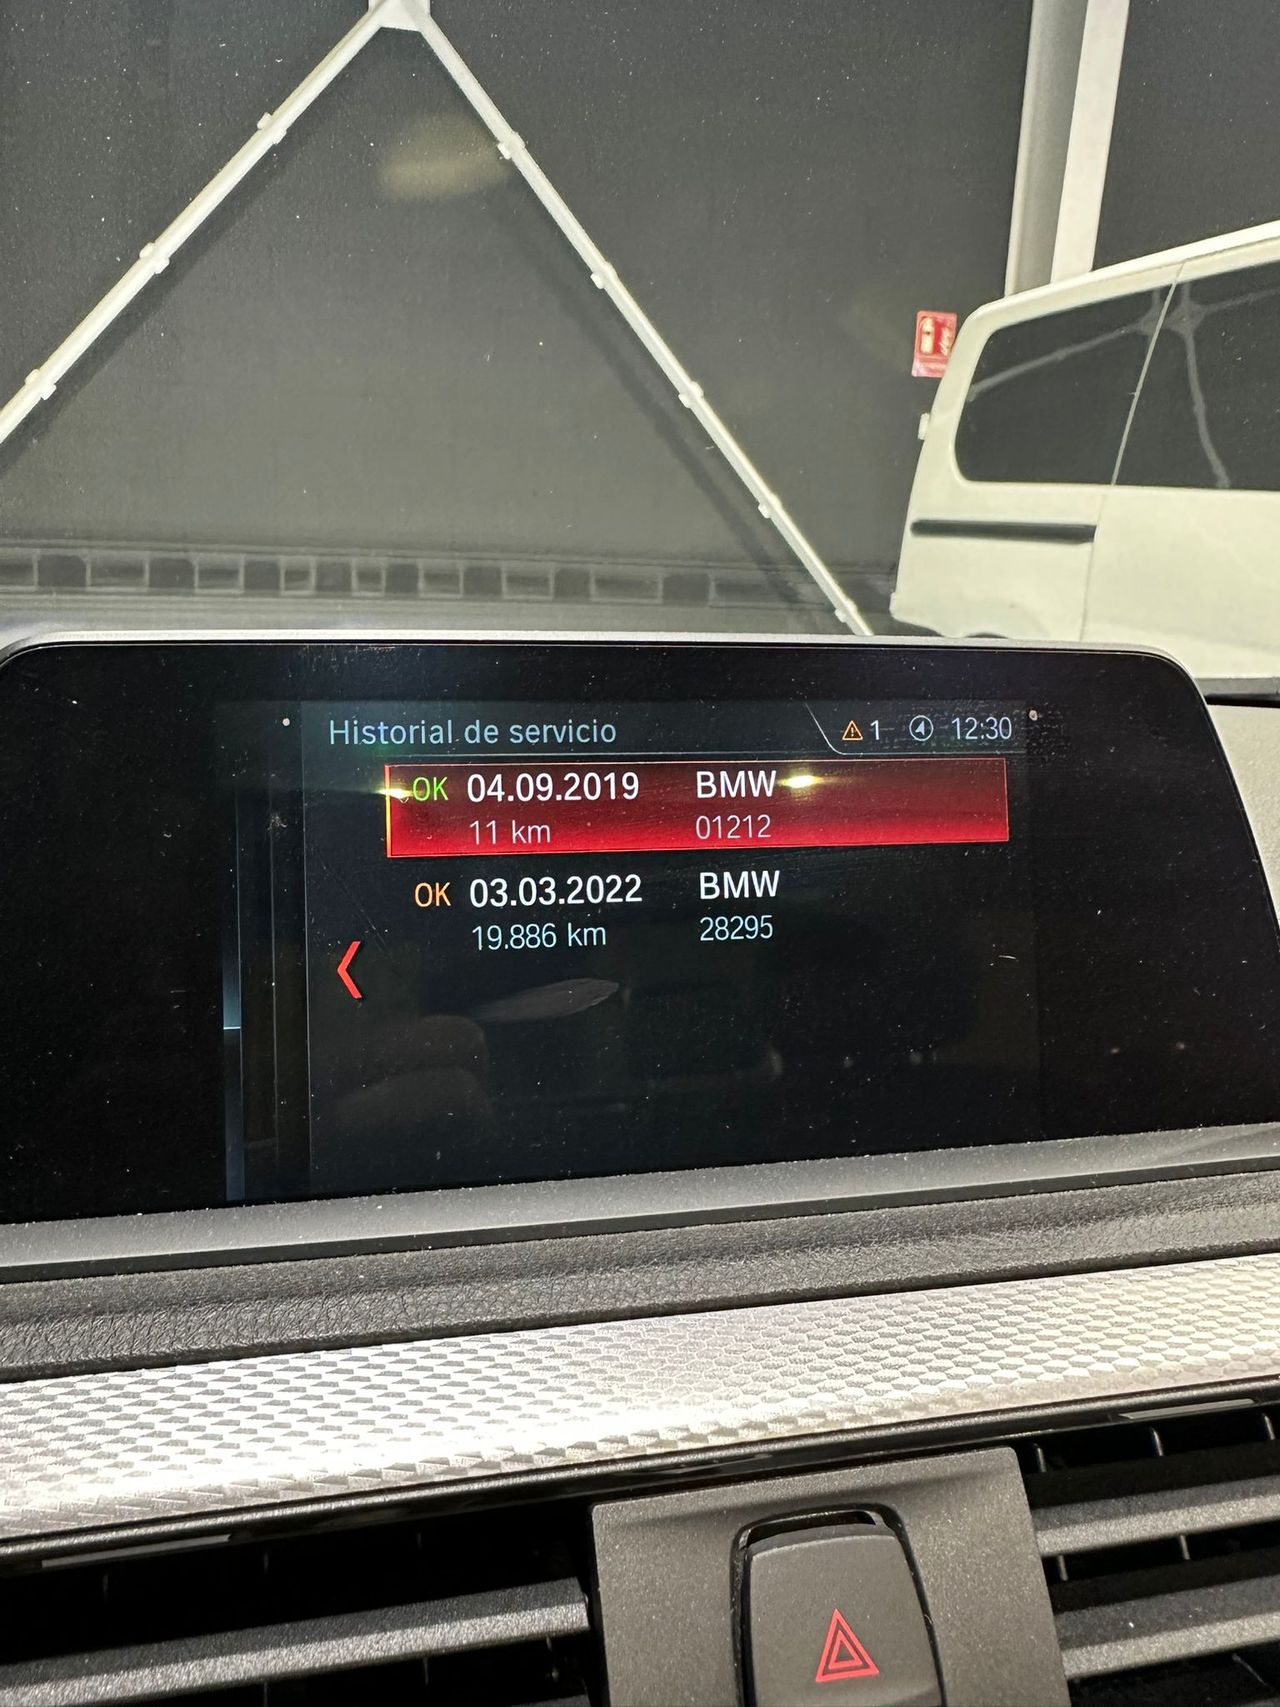 Historial de servicio
1 12:30
OK 04.09.2019 BMW
11 km 01212
OK 03.03.2022 BMW
19.886 km 28295